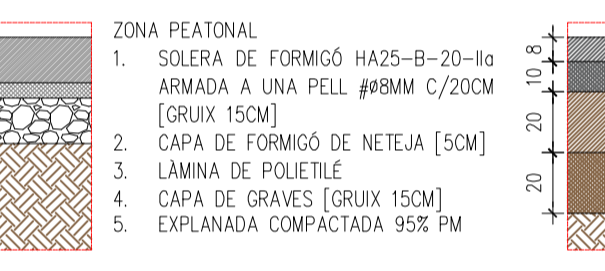 ZONA PEATONAL
1. SOLERA DE FORMIGÓ HA25-B-20-IIa
ARMADA A UNA PELL #ø8MM C/20CM
[GRUIX 15CM]
2. CAPA DE FORMIGÓ DE NETEJA [5CM]
3. LÀMINA DE POLIETILÉ
4. CAPA DE GRAVES [GRUIX 15CM]
5. EXPLANADA COMPACTADA 95% PM
8
10
20
20